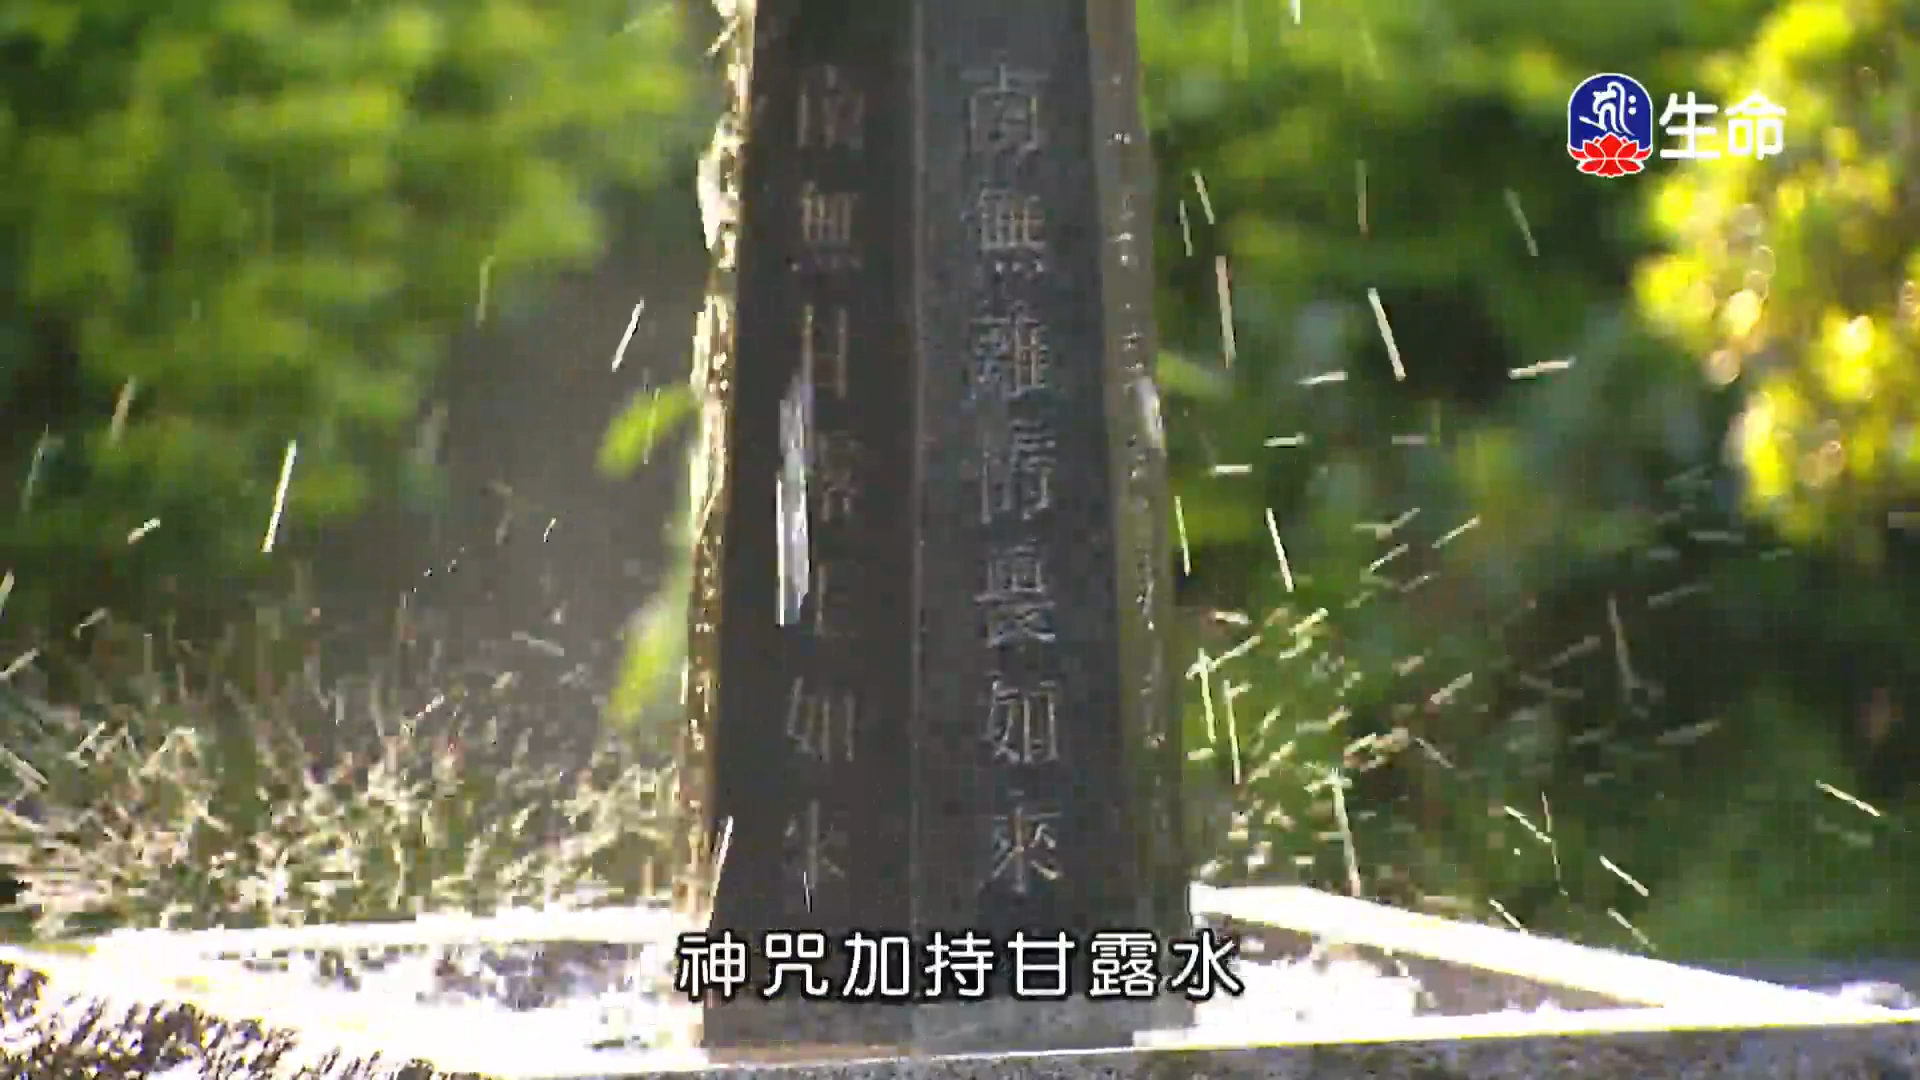 生命
南無離怖畏如來
南無甘露王如來
神咒加持甘露水